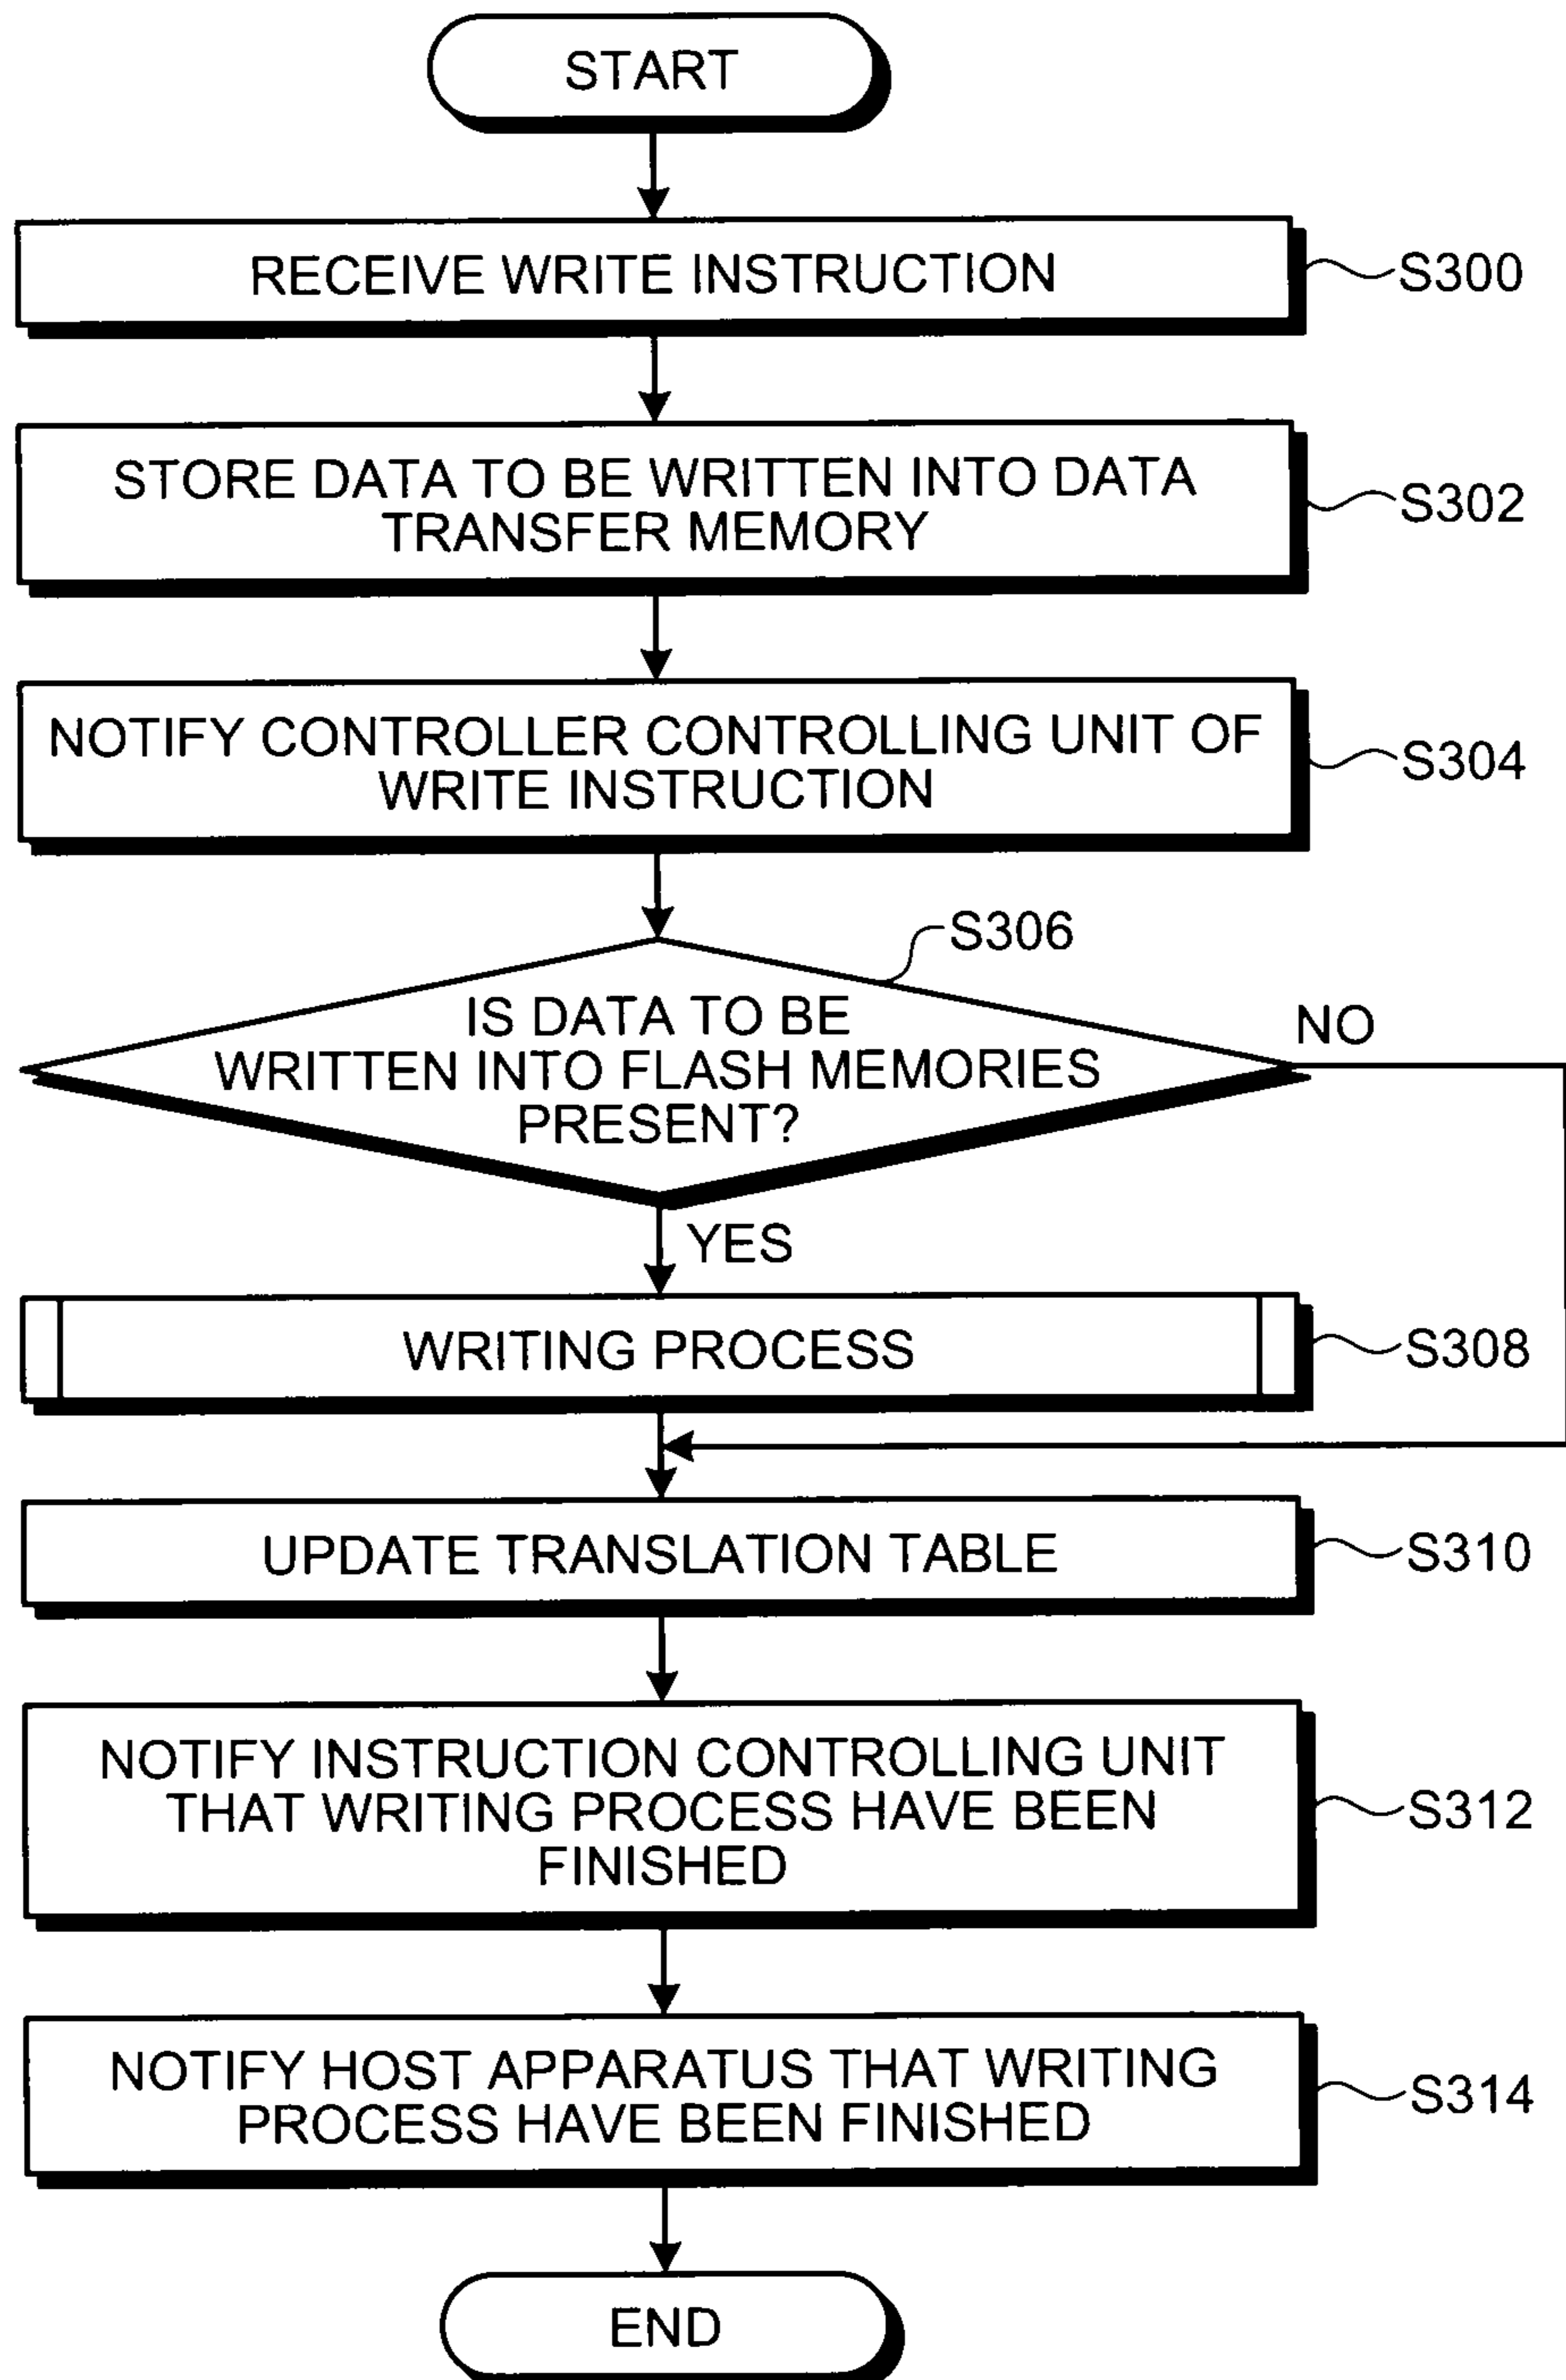 START
RECEIVE WRITE INSTRUCTION
S300
STORE DATA TO BE WRITTEN INTO DATA
TRANSFER MEMORY
S302
NOTIFY CONTROLLER CONTROLLING UNIT OF
WRITE INSTRUCTION
S304
S306
IS DATA TO BE
WRITTEN INTO FLASH MEMORIES
PRESENT?
NO
YES
WRITING PROCESS
S308
UPDATE TRANSLATION TABLE
S310
NOTIFY INSTRUCTION CONTROLLING UNIT
THAT WRITING PROCESS HAVE BEEN
FINISHED
S312
NOTIFY HOST APPARATUS THAT WRITING
PROCESS HAVE BEEN FINISHED
S314
END